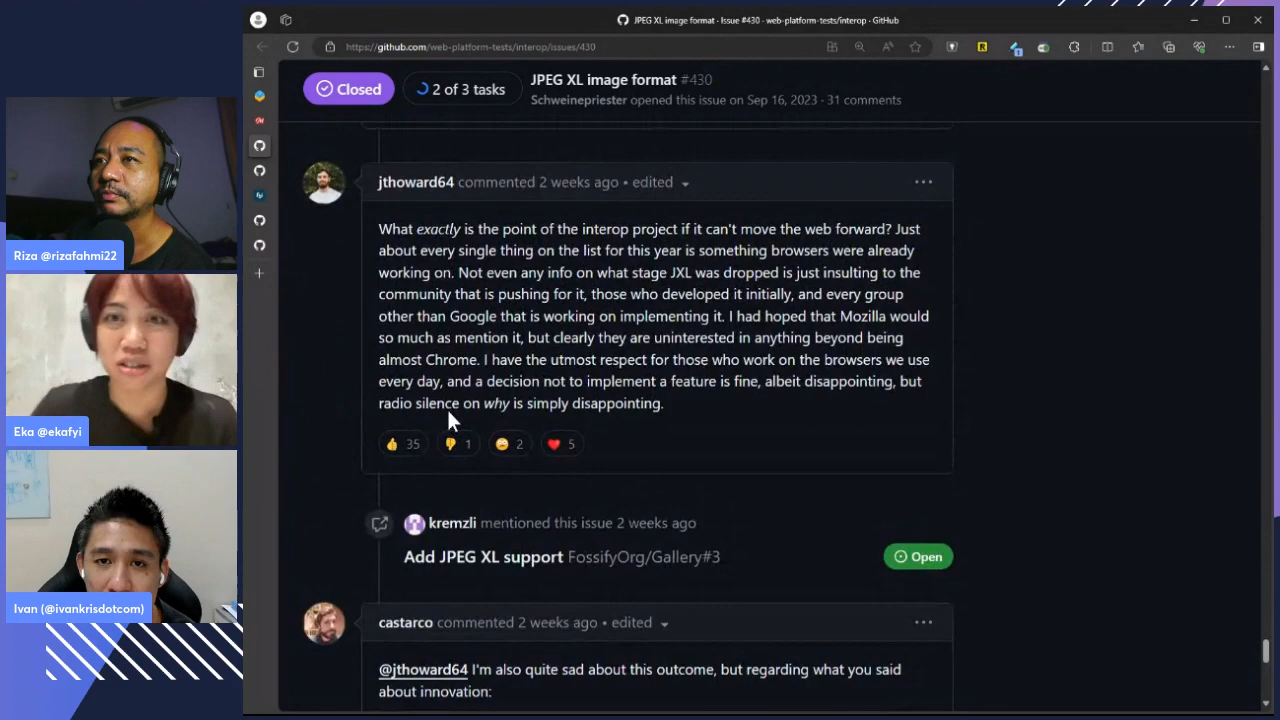 JPEG XL image format · Issue #430 · web-platform-tests/interop · GitHub
https://github.com/web-platform-tests/interop/issues/430
Closed
2 of 3 tasks
JPEG XL image format #430
Schweinepriester opened this issue on Sep 16, 2023 · 31 comments
jthoward64 commented 2 weeks ago • edited
What exactly is the point of the interop project if it can't move the web forward? Just
about every single thing on the list for this year is something browsers were already
working on. Not even any info on what stage JXL was dropped is just insulting to the
community that is pushing for it, those who developed it initially, and every group
other than Google that is working on implementing it. I had hoped that Mozilla would
so much as mention it, but clearly they are uninterested in anything beyond being
almost Chrome. I have the utmost respect for those who work on the browsers we use
every day, and a decision not to implement a feature is fine, albeit disappointing, but
radio silence on why is simply disappointing.
35
1
2
5
kremzli mentioned this issue 2 weeks ago
Add JPEG XL support FossifyOrg/Gallery#3
Open
castarco commented 2 weeks ago • edited
@jthoward64 I'm also quite sad about this outcome, but regarding what you said
about innovation:
Riza @rizafahmi22
Eka @ekafyi
Ivan (@ivankrisdotcom)